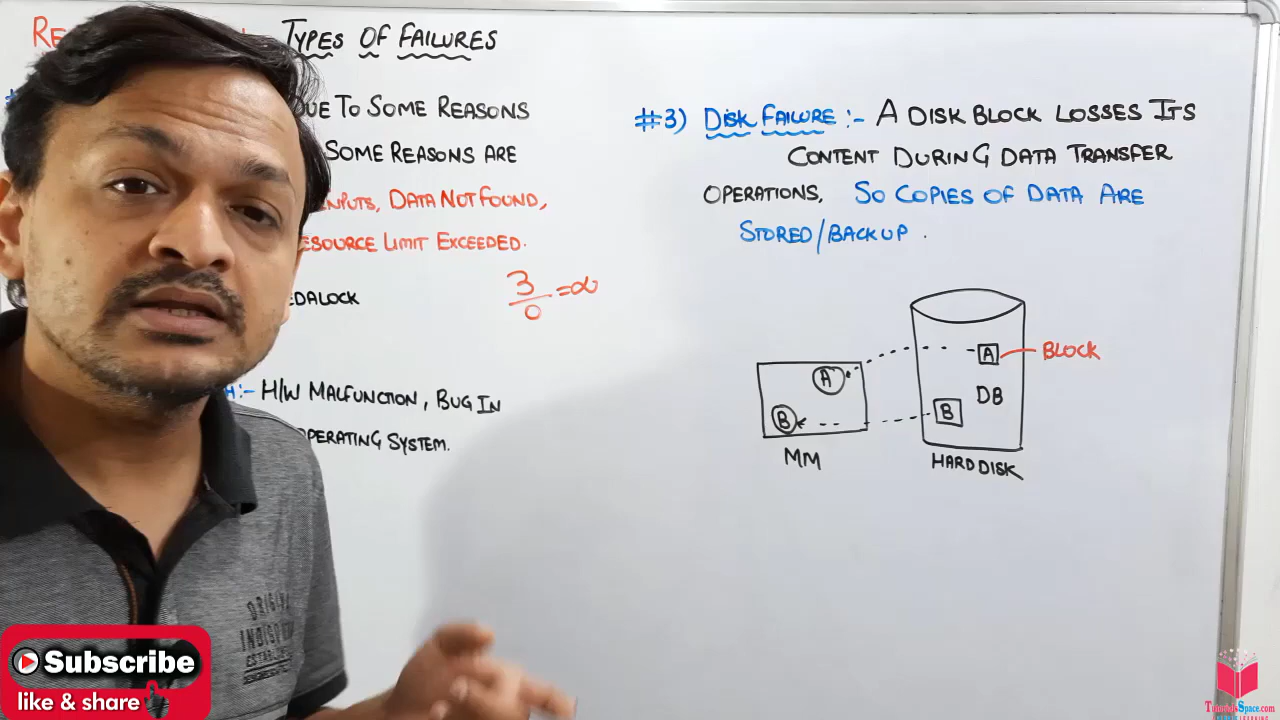 TYPES OF FAILURES
DUE TO SOME REASONS
SOME REASONS ARE
INPUTS, DATA NOT FOUND,
RESOURCE LIMIT EXCEEDED.
3/0 = ∝
H/W MALFUNCTION, BUG IN
OPERATING SYSTEM.
#3) DISK FAILURE :- A DISK BLOCK LOSSES ITS
CONTENT DURING DATA TRANSFER
OPERATIONS, SO COPIES OF DATA ARE
STORED/BACKUP .
A
BLOCK
A
DB
B
B
MM
HARD DISK
ORIGINAL
Subscribe
like & share